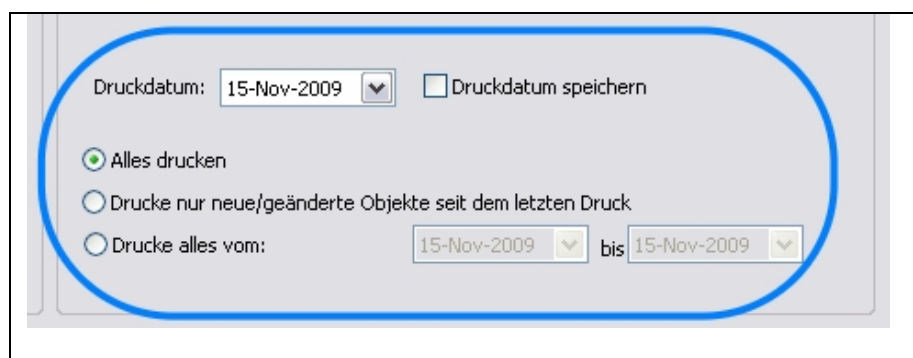 Druckdatum: 15-Nov-2009 Druckdatum speichern
Alles drucken
Drucke nur neue/geänderte Objekte seit dem letzten Druck
Drucke alles vom: 15-Nov-2009 bis 15-Nov-2009